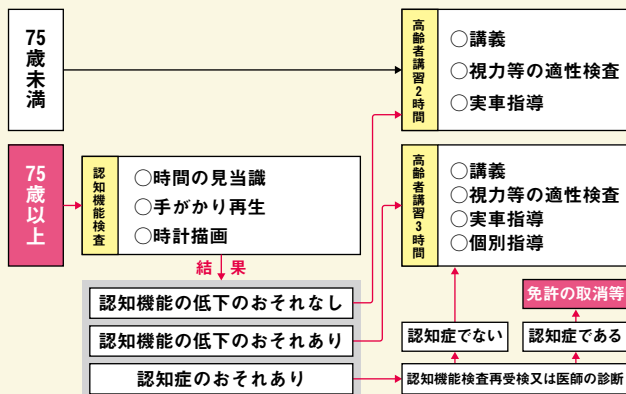 75歳未満
高齢者講習2時間
○講義
○視力等の適性検査
○実車指導
75歳以上
認知機能検査
○時間の見当識
○手がかり再生
○時計描画
高齢者講習3時間
○講義
○視力等の適性検査
○実車指導
○個別指導
結果
認知機能の低下のおそれなし
認知機能の低下のおそれあり
認知症のおそれあり
免許の取消等
認知症でない
認知症である
認知機能検査再受検又は医師の診断